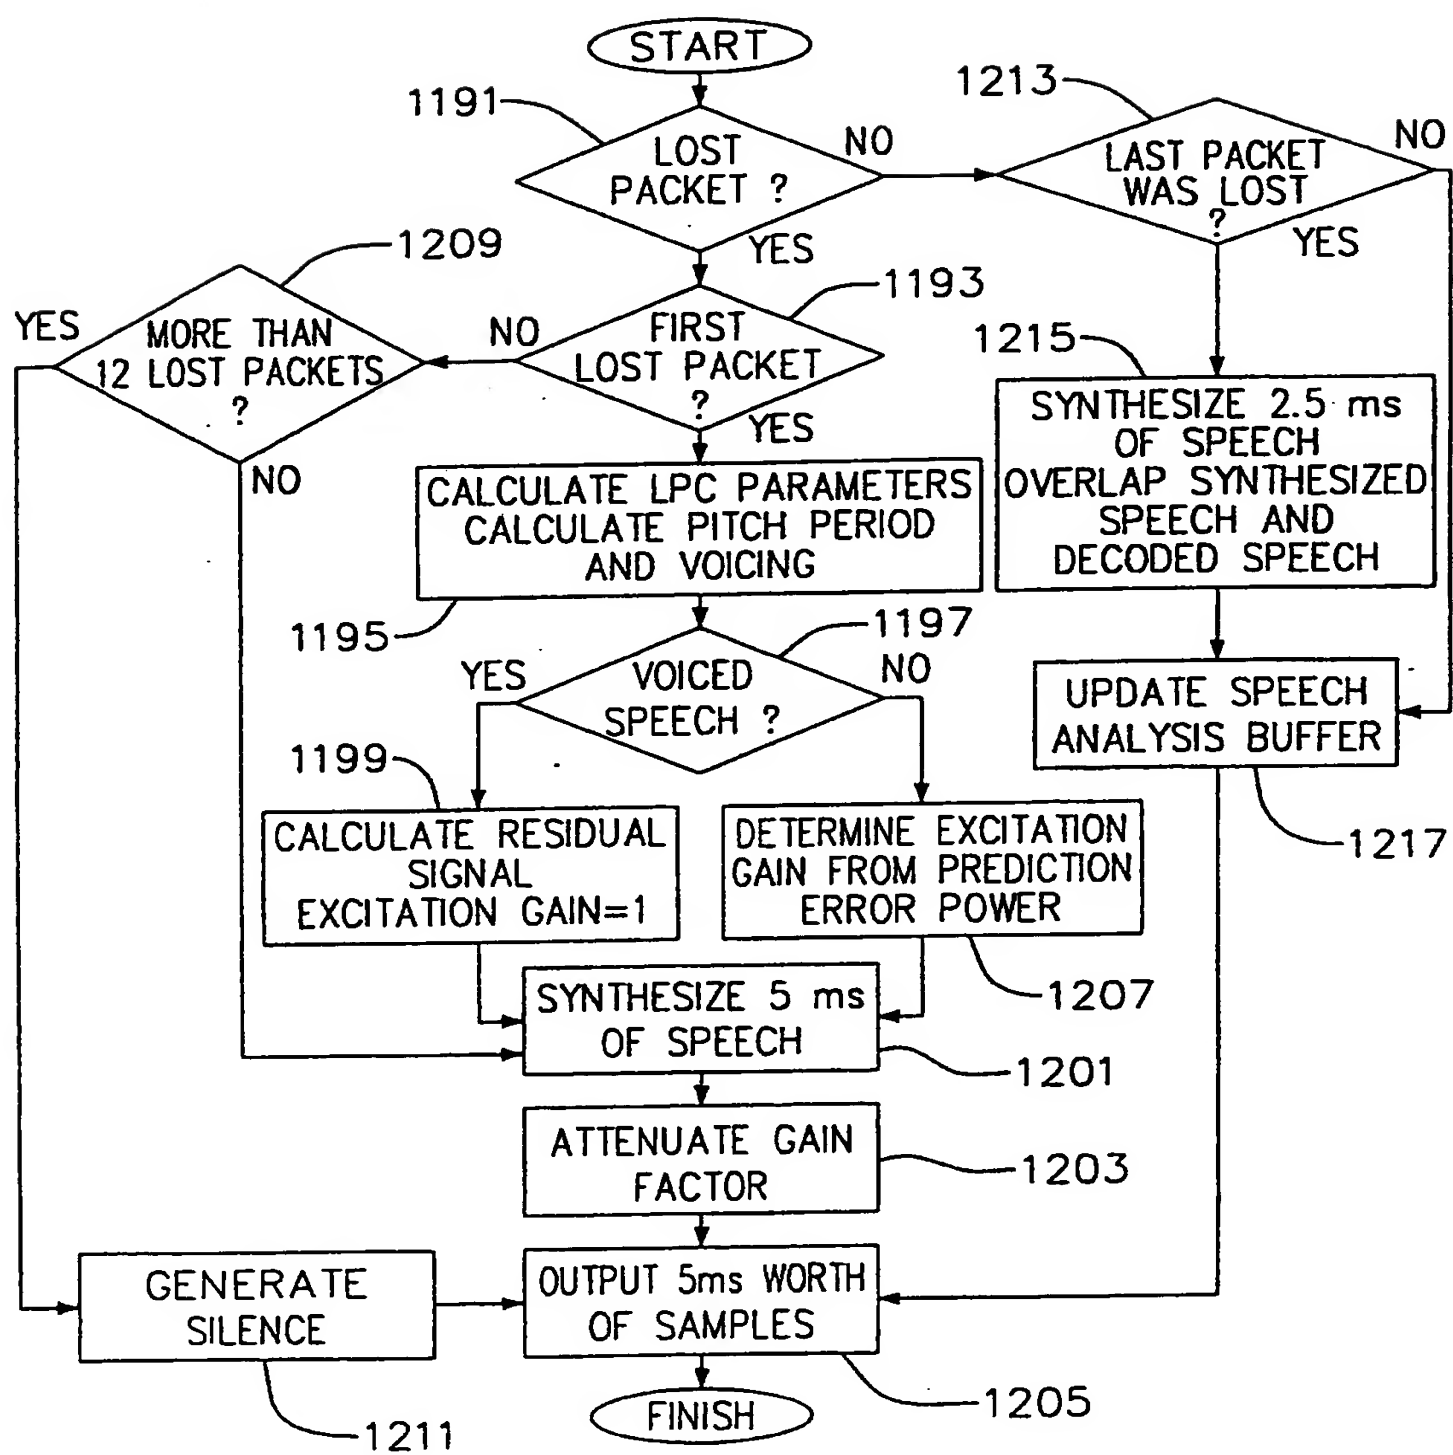 START
1191
LOST
PACKET ?
NO
YES
1213
LAST PACKET
WAS LOST
?
NO
YES
1209
YES
MORE THAN
12 LOST PACKETS
?
NO
1193
NO
FIRST
LOST PACKET
?
YES
1215
SYNTHESIZE 2.5 ms
OF SPEECH
OVERLAP SYNTHESIZED
SPEECH AND
DECODED SPEECH
CALCULATE LPC PARAMETERS
CALCULATE PITCH PERIOD
AND VOICING
1195
1197
YES
VOICED
SPEECH ?
NO
UPDATE SPEECH
ANALYSIS BUFFER
1217
1199
CALCULATE RESIDUAL
SIGNAL
EXCITATION GAIN=1
DETERMINE EXCITATION
GAIN FROM PREDICTION
ERROR POWER
1207
SYNTHESIZE 5 ms
OF SPEECH
1201
ATTENUATE GAIN
FACTOR
1203
GENERATE
SILENCE
1211
OUTPUT 5ms WORTH
OF SAMPLES
1205
FINISH